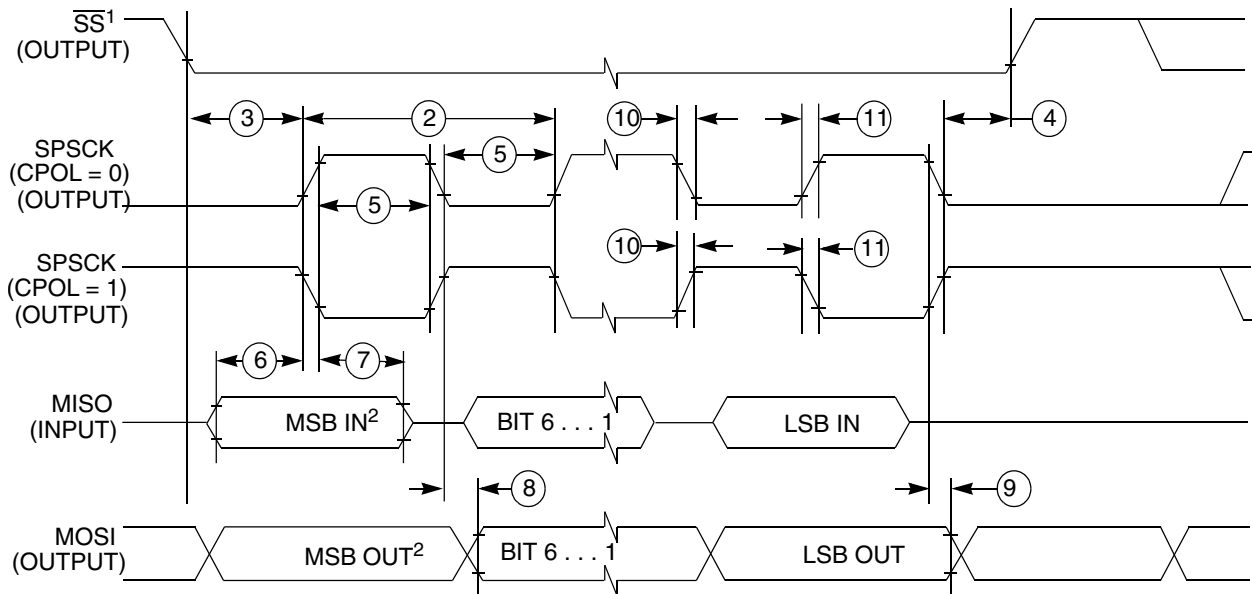 SS¹
(OUTPUT)
3
2
10
11
4
SPSCK
(CPOL = 0)
(OUTPUT)
5
5
SPSCK
(CPOL = 1)
(OUTPUT)
10
11
6
7
MISO
(INPUT)
MSB IN²
BIT 6 . . . 1
LSB IN
8
9
MOSI
(OUTPUT)
MSB OUT²
BIT 6 . . . 1
LSB OUT